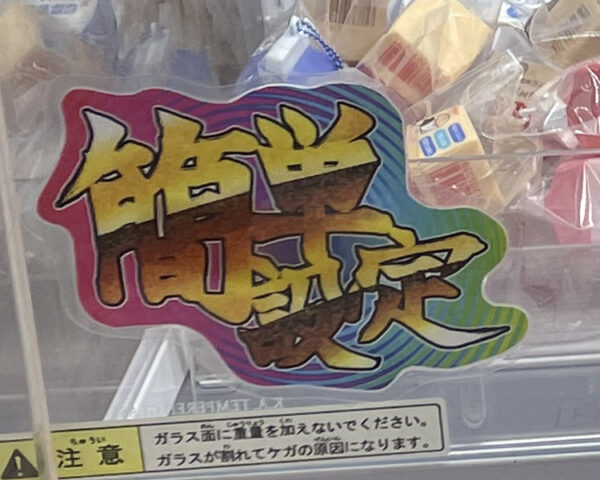 簡単設定
注意
ガラス面に重量を加えないでください。
ガラスが割れてケガの原因になります。